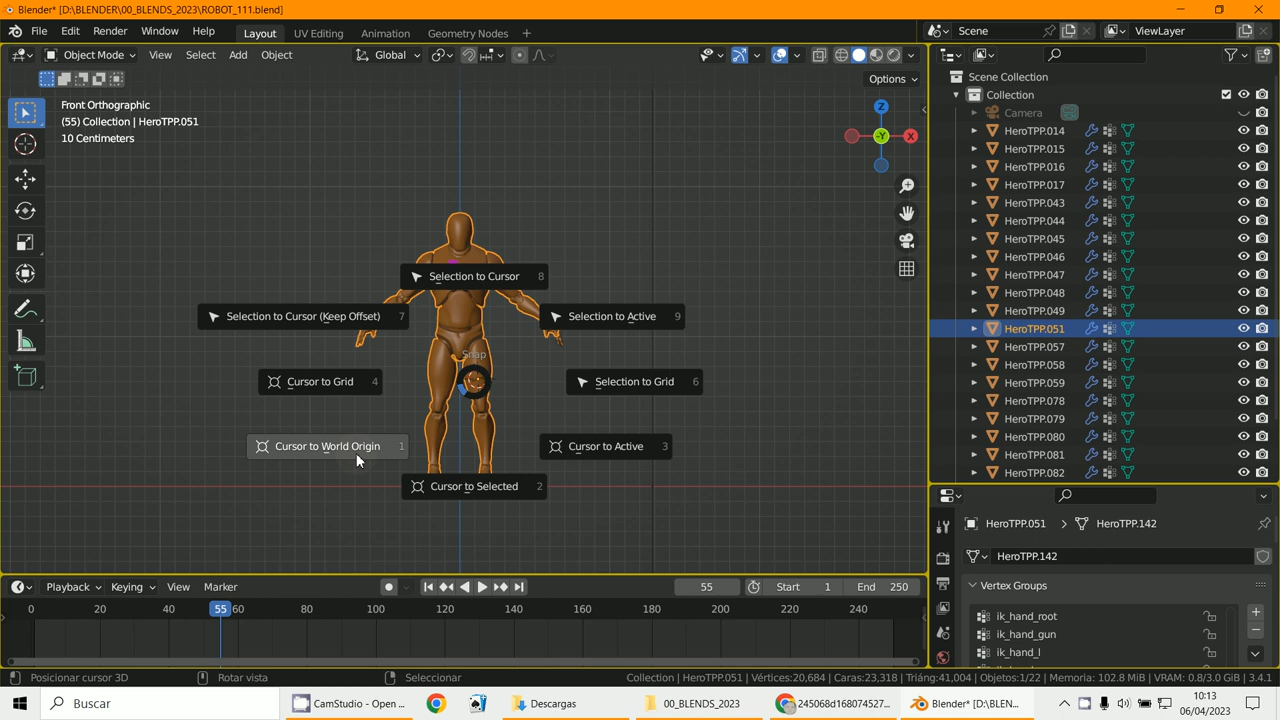 Blender* [D:\BLENDER\00_BLENDS_2023\ROBOT_111.blend]
File Edit Render Window Help Layout UV Editing Animation Geometry Nodes + Scene ViewLayer
Object Mode View Select Add Object Global
Options
Scene Collection
Collection
Camera
HeroTPP.014
HeroTPP.015
HeroTPP.016
HeroTPP.017
HeroTPP.043
HeroTPP.044
HeroTPP.045
HeroTPP.046
HeroTPP.047
HeroTPP.048
HeroTPP.049
HeroTPP.051
HeroTPP.057
HeroTPP.058
HeroTPP.059
HeroTPP.078
HeroTPP.079
HeroTPP.080
HeroTPP.081
HeroTPP.082
Front Orthographic
(55) Collection | HeroTPP.051
10 Centimeters
Z
-Y
X
Selection to Cursor 8
Selection to Cursor (Keep Offset) 7
Selection to Active 9
Snap
Cursor to Grid 4
Selection to Grid 6
Cursor to World Origin 1
Cursor to Active 3
Cursor to Selected 2
HeroTPP.051 > HeroTPP.142
HeroTPP.142
Vertex Groups
ik_hand_root
ik_hand_gun
ik_hand_l
Playback Keying View Marker 55 Start 1 End 250
0 20 40 55 60 80 100 120 140 160 180 200 220 240
Posicionar cursor 3D Rotar vista Seleccionar Collection | HeroTPP.051 | Vértices:20,684 | Caras:23,318 | Triáng:41,004 | Objetos:1/22 | Memoria: 102.8 MiB | VRAM: 0.8/3.0 GiB | 3.4.1
Buscar CamStudio - Open ... Descargas 00_BLENDS_2023 245068d168074527... Blender* [D:\BLEN... 10:13
06/04/2023